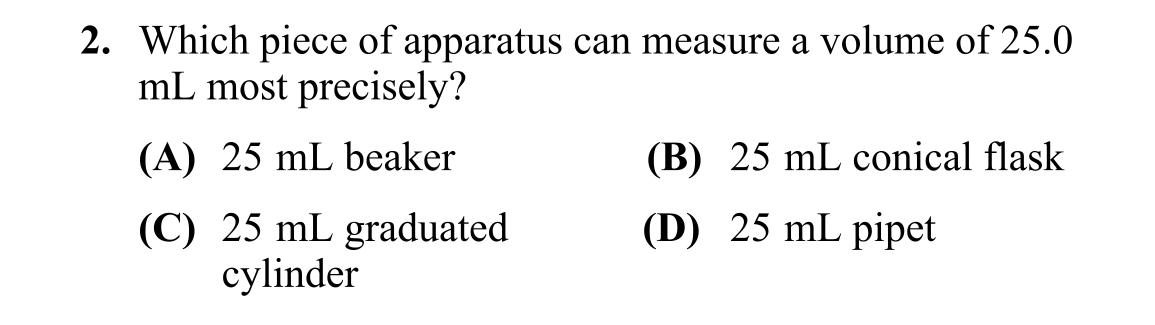 2. Which piece of apparatus can measure a volume of 25.0
mL most precisely?
(A) 25 mL beaker
(B) 25 mL conical flask
(C) 25 mL graduated
cylinder
(D) 25 mL pipet